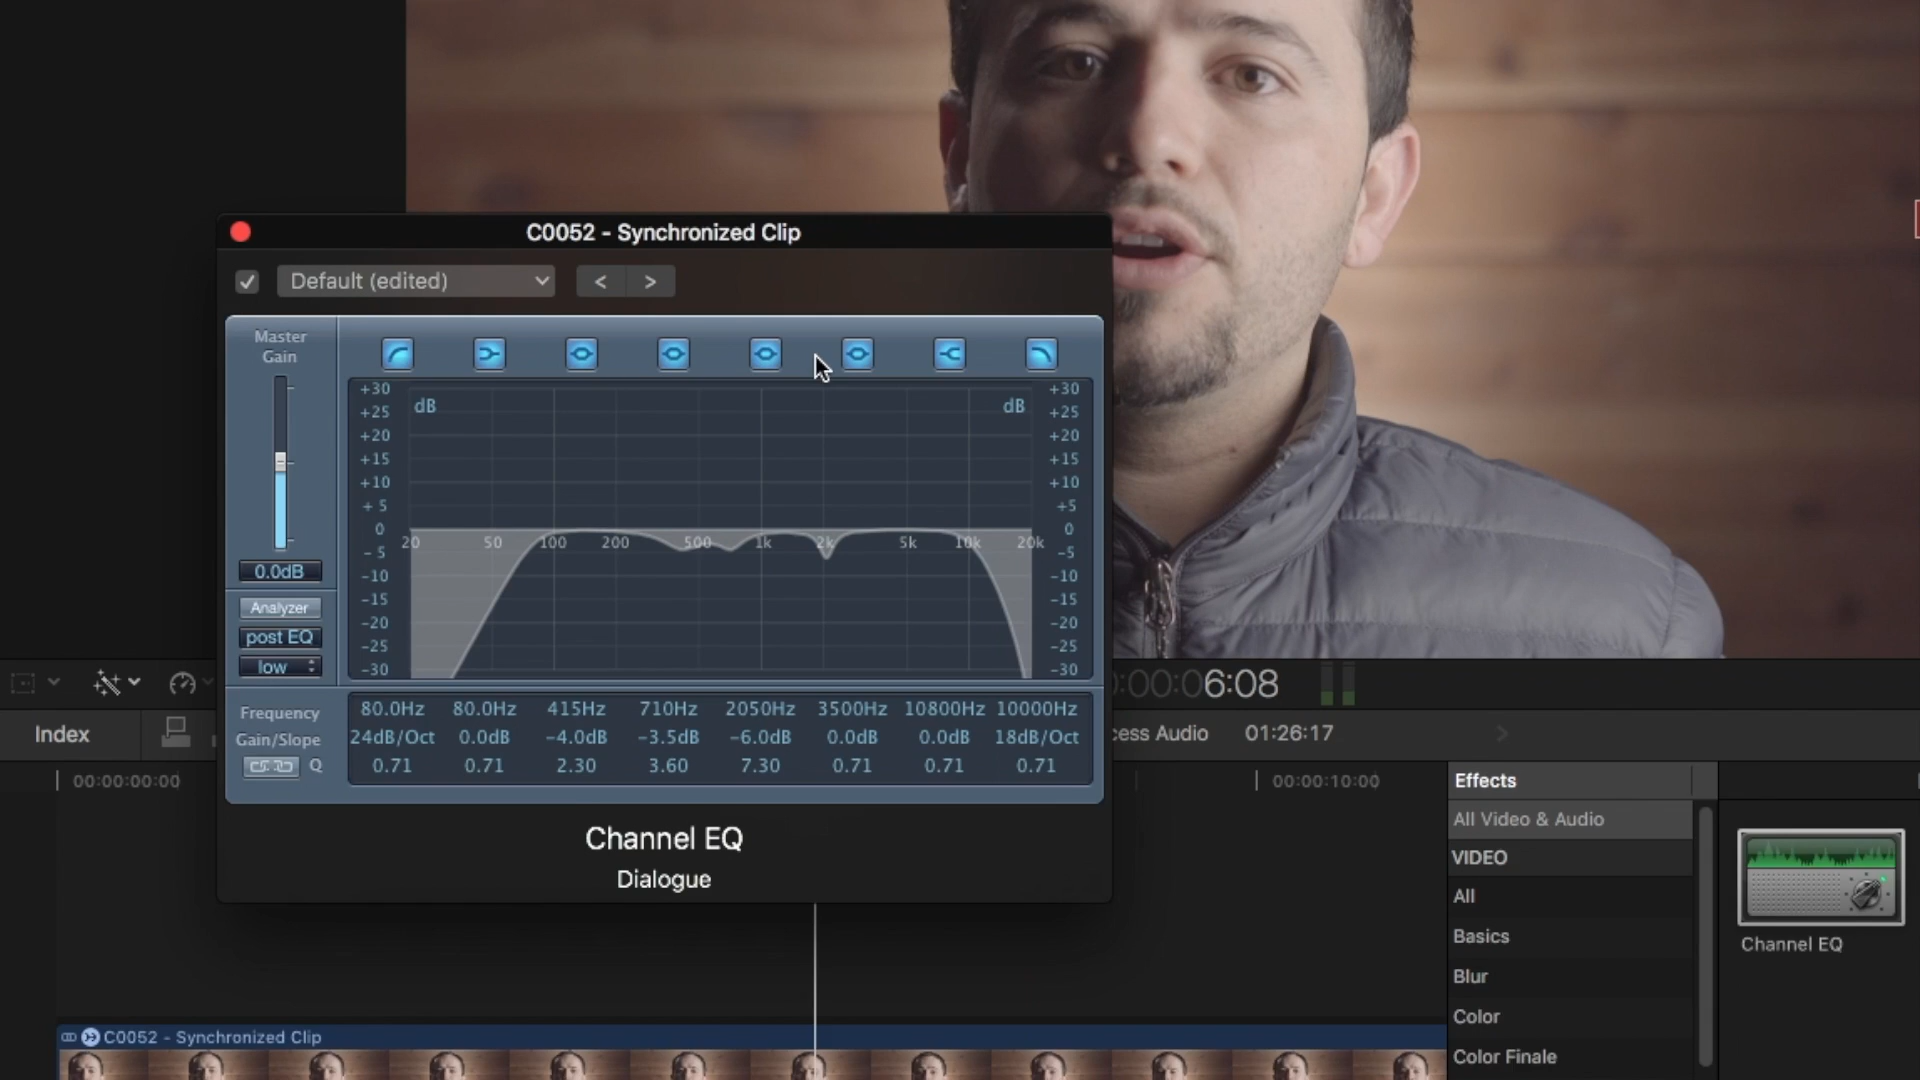 C0052 - Synchronized Clip
Default (edited)
< >
Master
Gain
+30 +30
dB dB
+25 +25
+20 +20
+15 +15
+10 +10
+ 5 +5
0 0
20 50 100 200 500 1k 2k 5k 10k 20k
- 5 -5
-10 -10
-15 -15
-20 -20
-25 -25
-30 -30
0.0dB
Analyzer
post EQ
low
Frequency 80.0Hz 80.0Hz 415Hz 710Hz 2050Hz 3500Hz 10800Hz 10000Hz
Gain/Slope 24dB/Oct 0.0dB -4.0dB -3.5dB -6.0dB 0.0dB 0.0dB 18dB/Oct
Q 0.71 0.71 2.30 3.60 7.30 0.71 0.71 0.71
Channel EQ
Dialogue
:00:06:08
Index
cess Audio 01:26:17
00:00:00:00
00:00:10:00
Effects
All Video & Audio
VIDEO
All
Basics
Blur
Color
Color Finale
Channel EQ
C0052 - Synchronized Clip